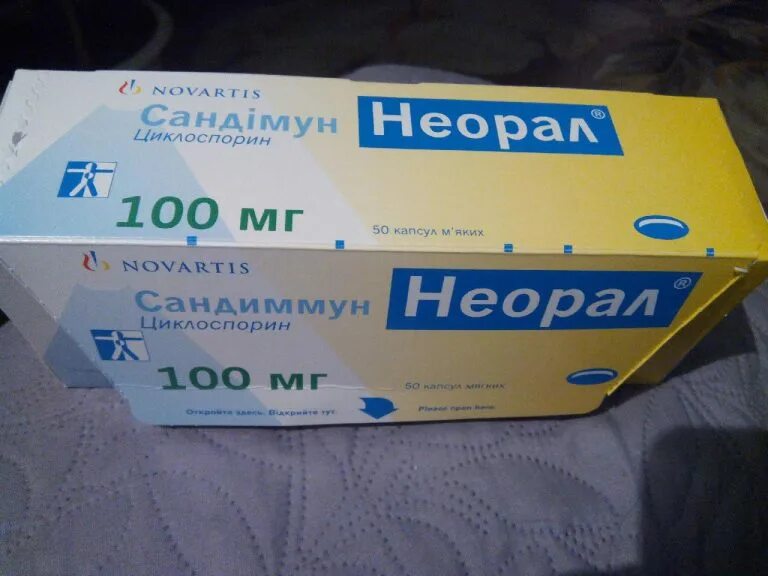 NOVARTIS
Сандімун Неорал®
Циклоспорин
100 мг
50 капсул м'яких
NOVARTIS
Сандиммун Неорал®
Циклоспорин
100 мг
50 капсул мягких
Откройте здесь. Відкрийте тут. Please open here.